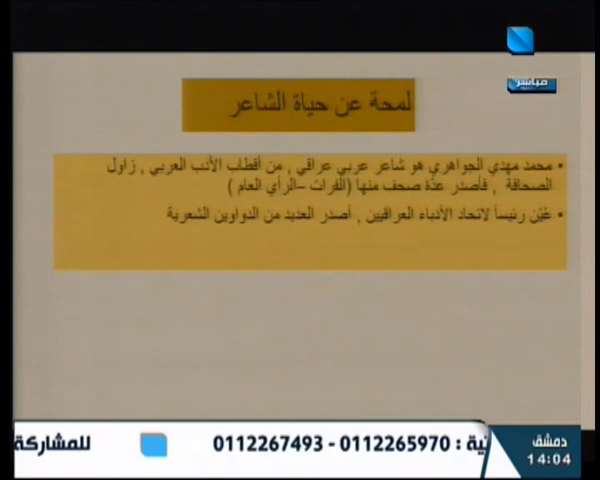 مباشر
لمحة عن حياة الشاعر
• محمد مهدي الجواهري هو شاعر عربي عراقي , من أقطاب الأدب العربي , زاول
الصحافة , فأصدر عدّة صحف منها (الفرات –الرأي العام )
• عُيّن رئيساً لاتحاد الأدباء العراقيين , أصدر العديد من الدواوين الشعرية
دمشق
14:04
ية : 0112265970 - 0112267493
للمشاركة